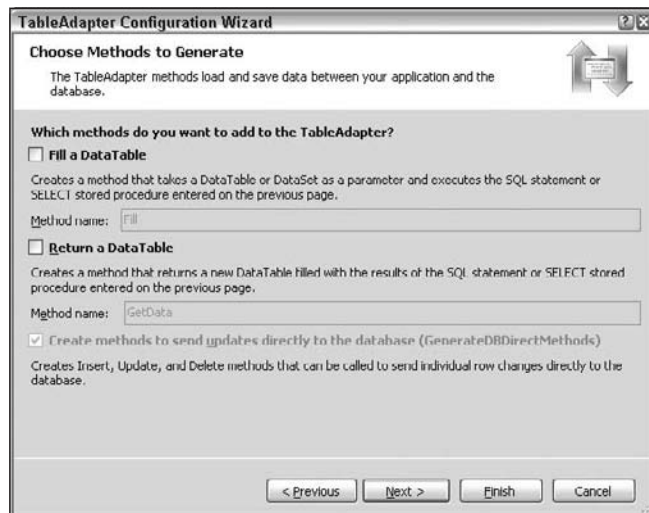 TableAdapter Configuration Wizard
Choose Methods to Generate
The TableAdapter methods load and save data between your application and the
database.
Which methods do you want to add to the TableAdapter?
Fill a DataTable
Creates a method that takes a DataTable or DataSet as a parameter and executes the SQL statement or
SELECT stored procedure entered on the previous page.
Method name: Fill
Return a DataTable
Creates a method that returns a new DataTable filled with the results of the SQL statement or SELECT stored
procedure entered on the previous page.
Method name: GetData
Create methods to send updates directly to the database (GenerateDBDirectMethods)
Creates Insert, Update, and Delete methods that can be called to send individual row changes directly to the
database.
< Previous Next > Finish Cancel